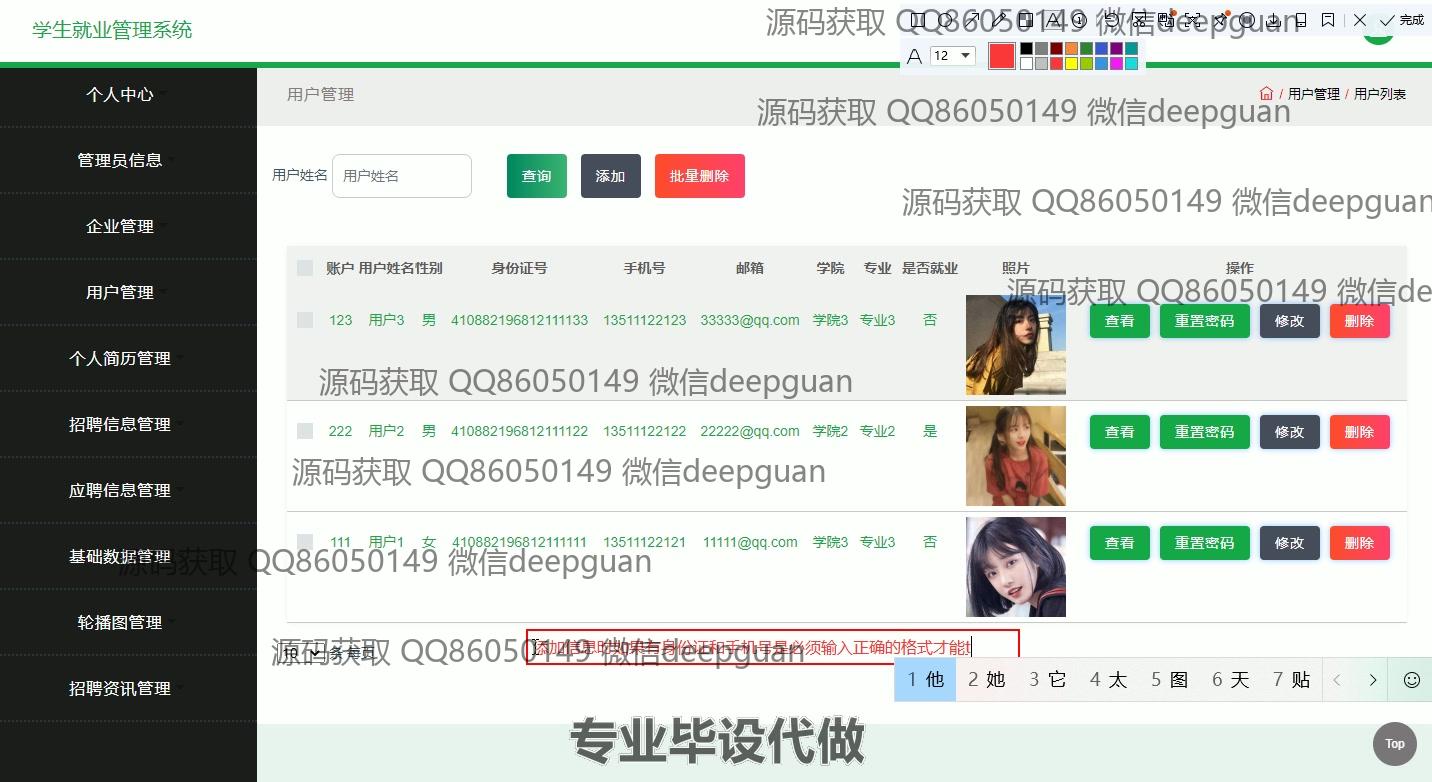 学生就业管理系统
源码获取 QQ86050149 微信deepguan
完成
A 12
个人中心
管理员信息
企业管理
用户管理
个人简历管理
招聘信息管理
应聘信息管理
基础数据管理
轮播图管理
招聘资讯管理
用户管理
/ 用户管理 / 用户列表
源码获取 QQ86050149 微信deepguan
用户姓名 用户姓名 查询 添加 批量删除
源码获取 QQ86050149 微信deepguan
账户 用户姓名 性别 身份证号 手机号 邮箱 学院 专业 是否就业 照片 操作
源码获取 QQ86050149 微信de
123 用户3 男 410882196812111133 13511122123 33333@qq.com 学院3 专业3 否 查看 重置密码 修改 删除
源码获取 QQ86050149 微信deepguan
222 用户2 男 410882196812111122 13511122122 22222@qq.com 学院2 专业2 是 查看 重置密码 修改 删除
源码获取 QQ86050149 微信deepguan
111 用户1 女 410882196812111111 13511122121 11111@qq.com 学院3 专业3 否 查看 重置密码 修改 删除
源码获取 QQ86050149 微信deepguan
添加信息时如果有身份证和手机号是必须输入正确的格式才能t
源码获取 QQ86050149 微信deepguan
10
1 他 2 她 3 它 4 太 5 图 6 天 7 贴
专业毕设代做
Top